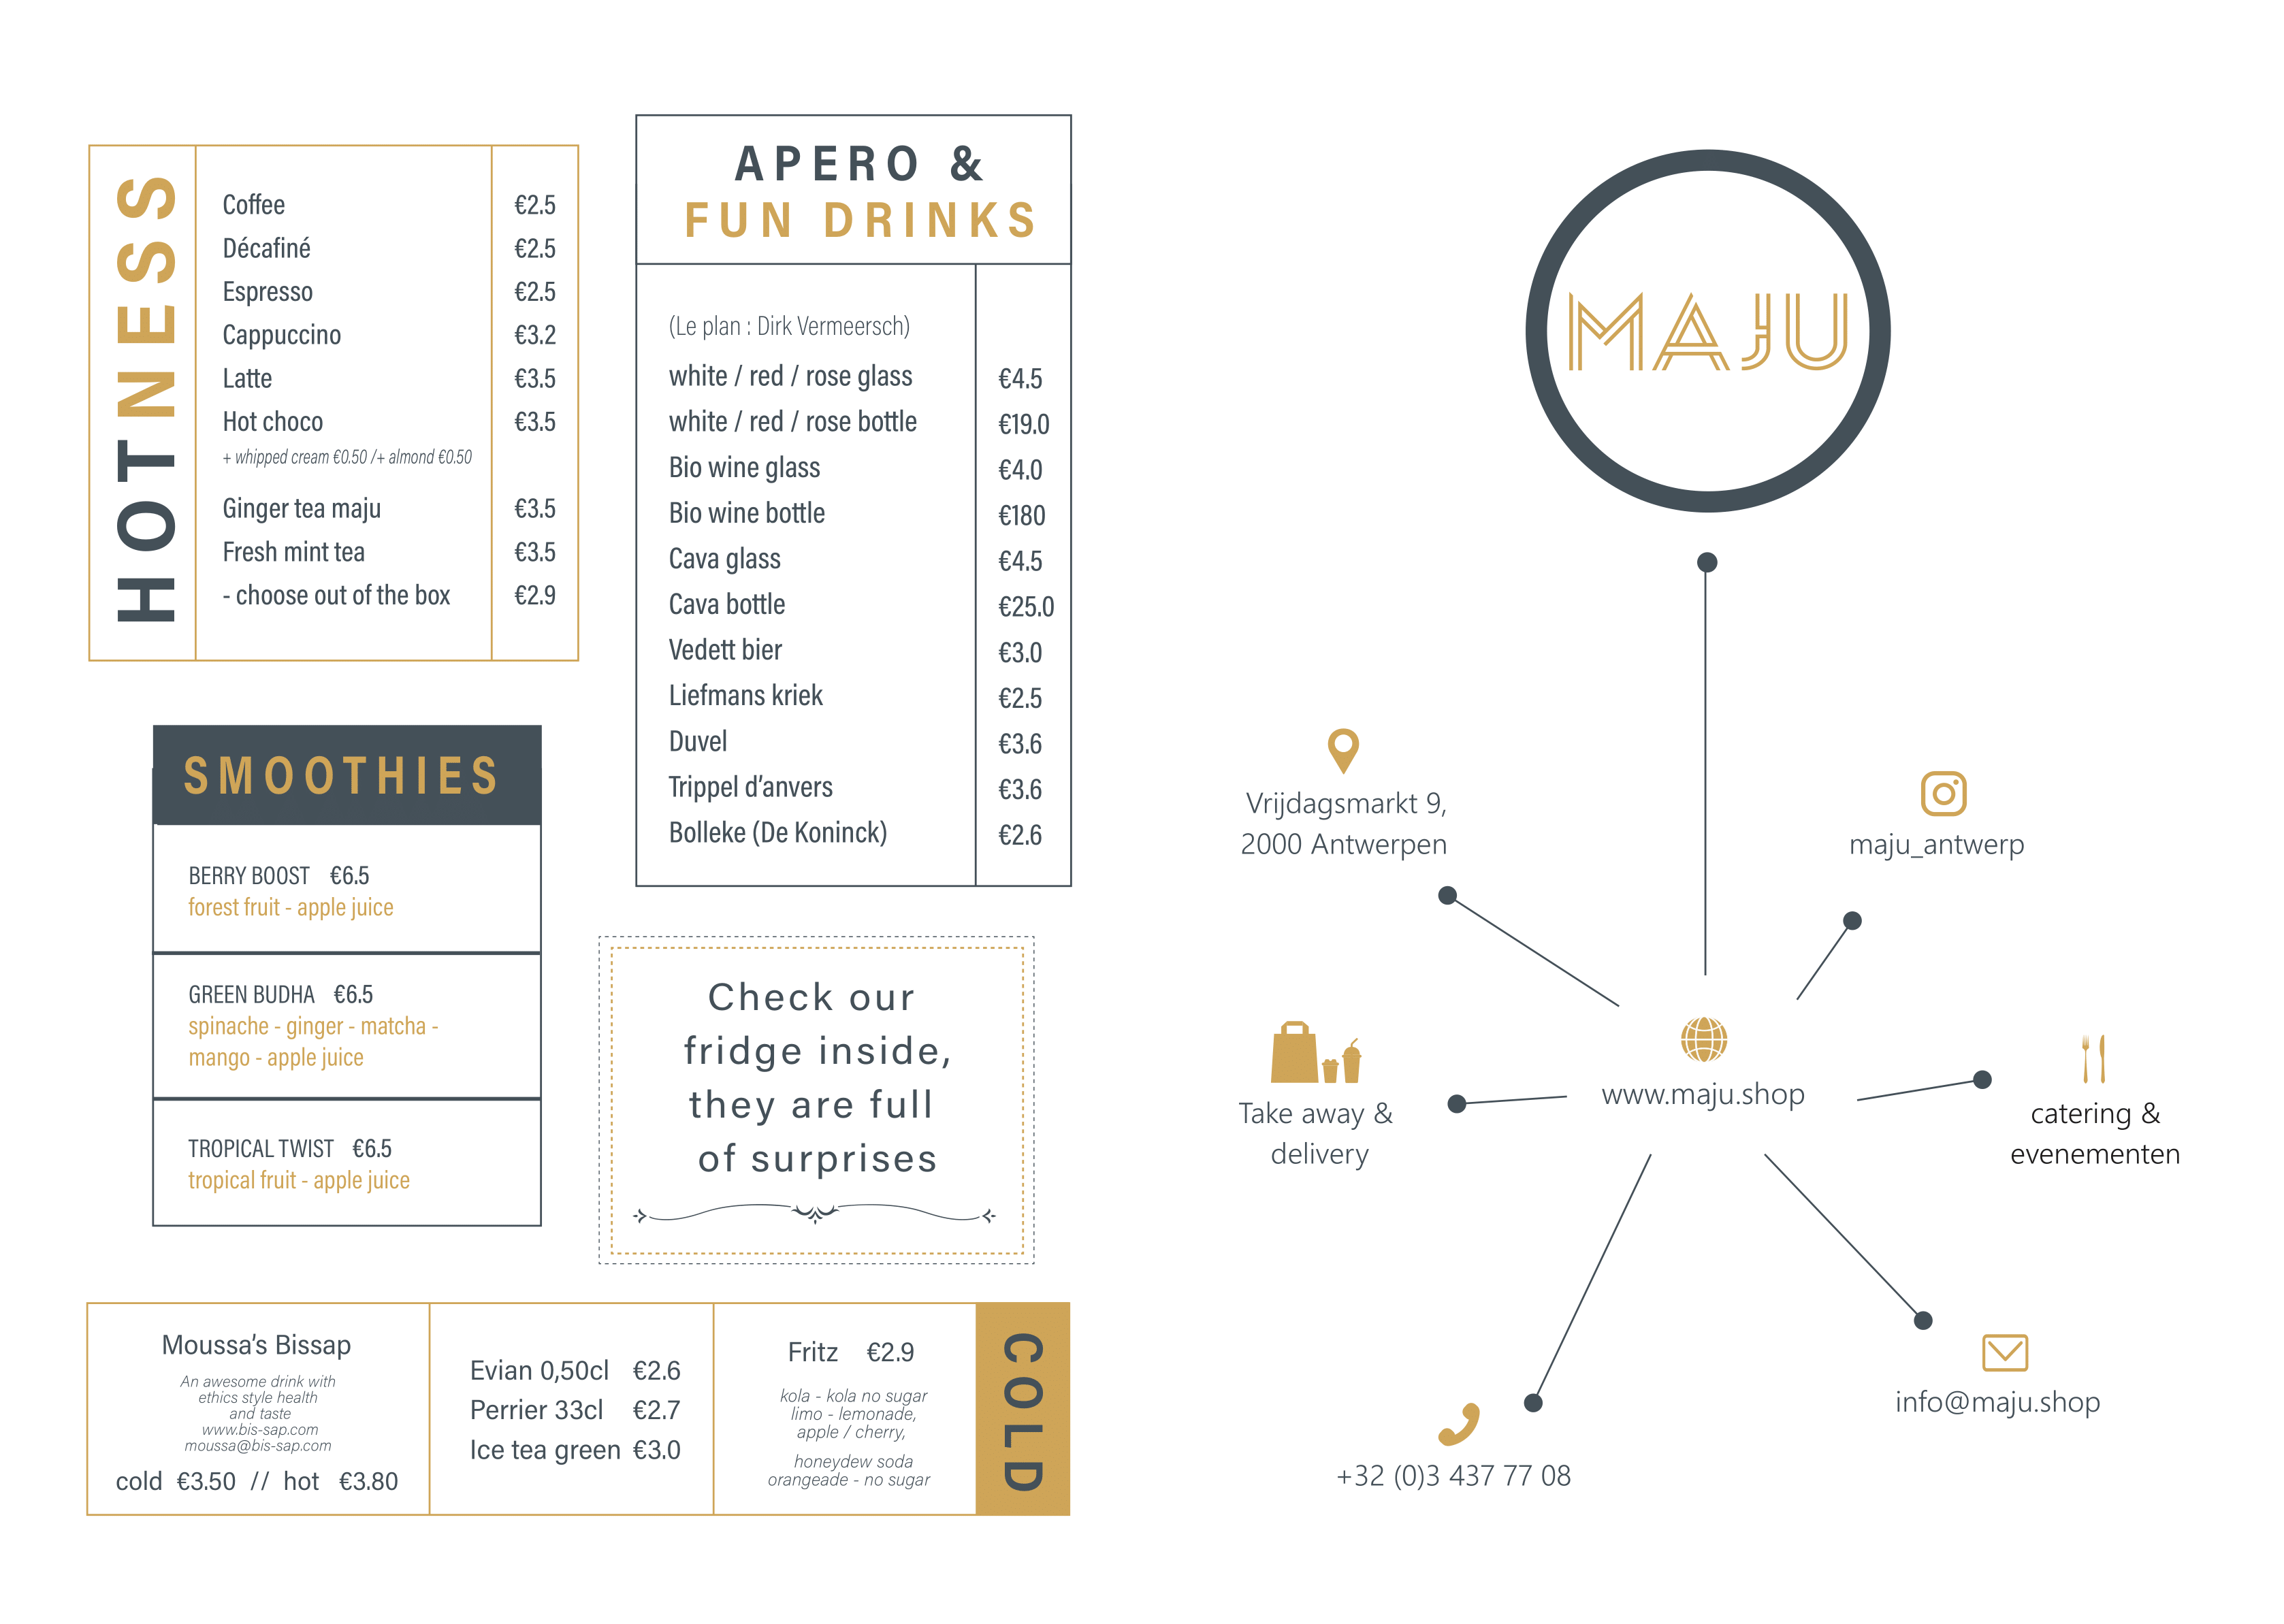 HOTNESS
Coffee €2.5
Décafiné €2.5
Espresso €2.5
Cappuccino €3.2
Latte €3.5
Hot choco €3.5
+ whipped cream €0.50 /+ almond €0.50
Ginger tea maju €3.5
Fresh mint tea €3.5
- choose out of the box €2.9
SMOOTHIES
BERRY BOOST €6.5
forest fruit - apple juice
GREEN BUDHA €6.5
spinache - ginger - matcha -
mango - apple juice
TROPICAL TWIST €6.5
tropical fruit - apple juice
APERO &
FUN DRINKS
(Le plan : Dirk Vermeersch)
white / red / rose glass €4.5
white / red / rose bottle €19.0
Bio wine glass €4.0
Bio wine bottle €180
Cava glass €4.5
Cava bottle €25.0
Vedett bier €3.0
Liefmans kriek €2.5
Duvel €3.6
Trippel d'anvers €3.6
Bolleke (De Koninck) €2.6
Check our
fridge inside,
they are full
of surprises
Moussa's Bissap
An awesome drink with
ethics style health
and taste
www.bis-sap.com
moussa@bis-sap.com
cold €3.50 // hot €3.80
Evian 0,50cl €2.6
Perrier 33cl €2.7
Ice tea green €3.0
Fritz €2.9
kola - kola no sugar
limo - lemonade,
apple / cherry,
honeydew soda
orangeade - no sugar
COLD
MAJU
Vrijdagsmarkt 9,
2000 Antwerpen
maju_antwerp
Take away &
delivery
www.maju.shop
catering &
evenementen
info@maju.shop
+32 (0)3 437 77 08